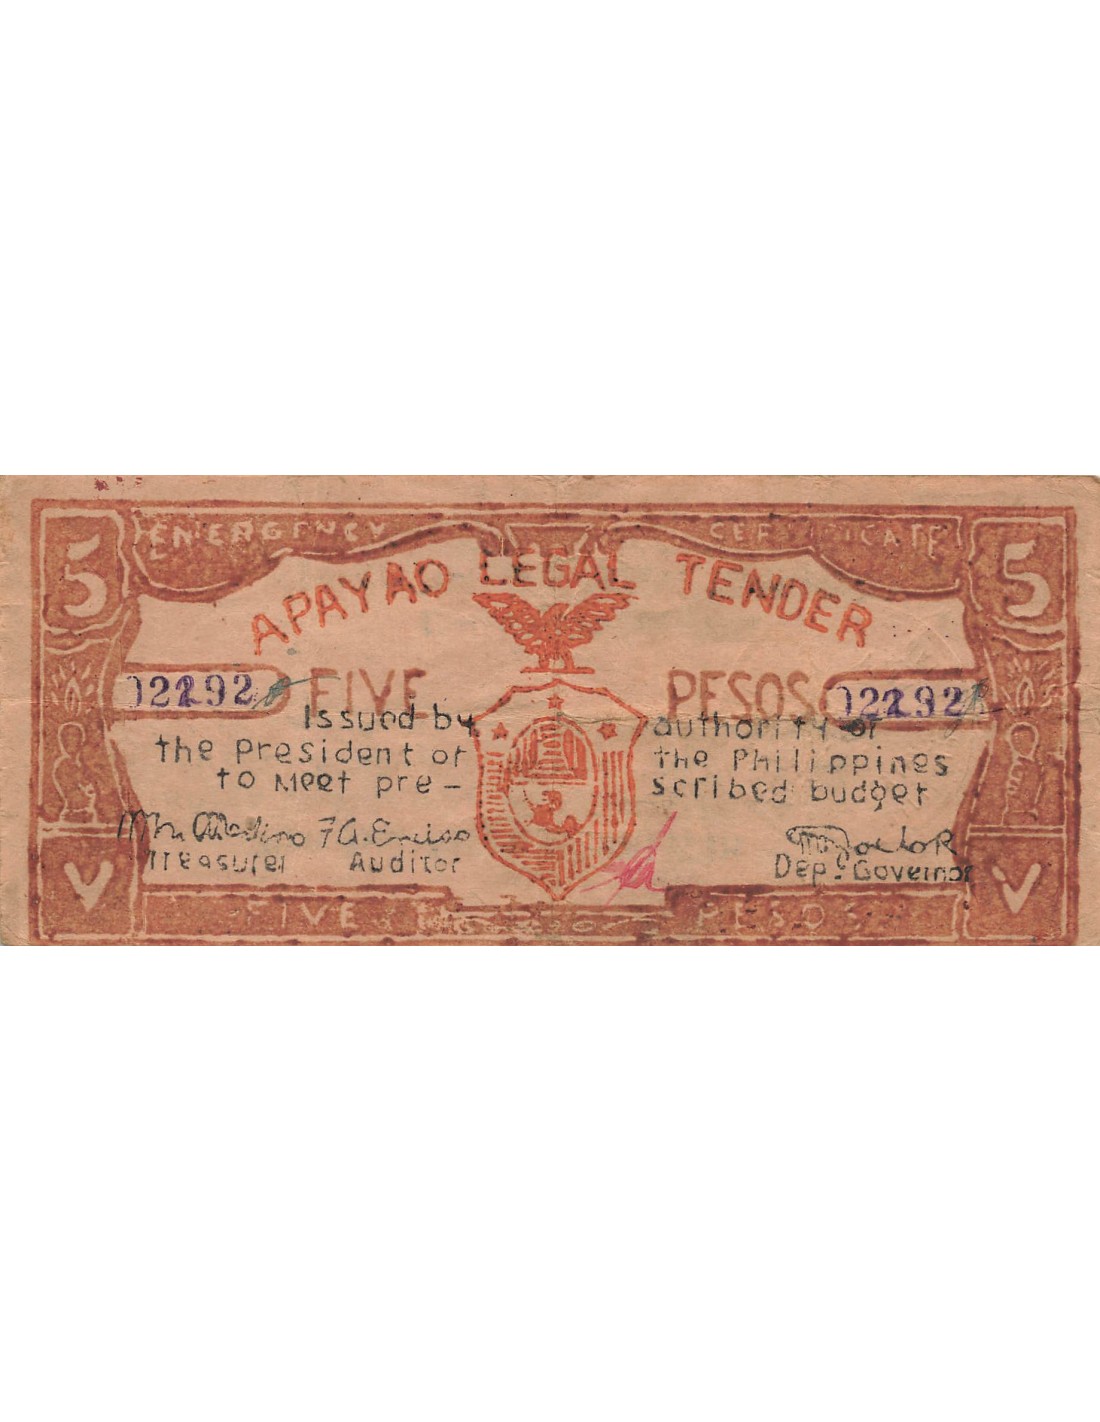 5 EMERGENCY CERTIFICATE 5
APAYAO LEGAL TENDER
FIVE PESOS
02292 02292
Issued by authority of
the President of the Philippines
to Meet pre- scribed budget
F A. Enciso
Treasurer Auditor Dep. Governor
V FIVE PESOS V